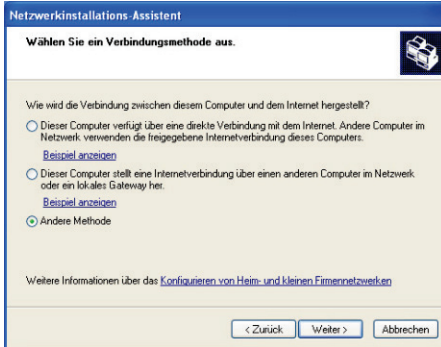 Netzwerkinstallations-Assistent
Wählen Sie ein Verbindungsmethode aus.
Wie wird die Verbindung zwischen diesem Computer und dem Internet hergestellt?
Dieser Computer verfügt über eine direkte Verbindung mit dem Internet. Andere Computer im
Netzwerk verwenden die freigegebene Internetverbindung dieses Computers.
Beispiel anzeigen
Dieser Computer stellt eine Internetverbindung über einen anderen Computer im Netzwerk
oder ein lokales Gateway her.
Beispiel anzeigen
Andere Methode
Weitere Informationen über das Konfigurieren von Heim- und kleinen Firmennetzwerken
< Zurück Weiter > Abbrechen